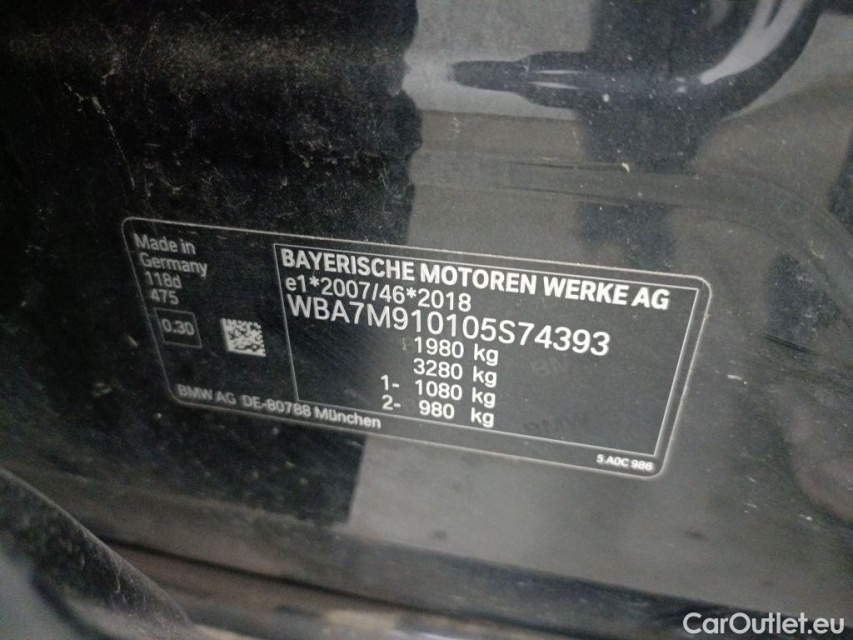 Made in
Germany
118d
475
0.30
BMW AG DE-80788 München
BAYERISCHE MOTOREN WERKE AG
e1*2007/46*2018
WBA7M910105S74393
1980 kg
3280 kg
1- 1080 kg
2- 980 kg
5 A0C 986
CarOutlet.eu